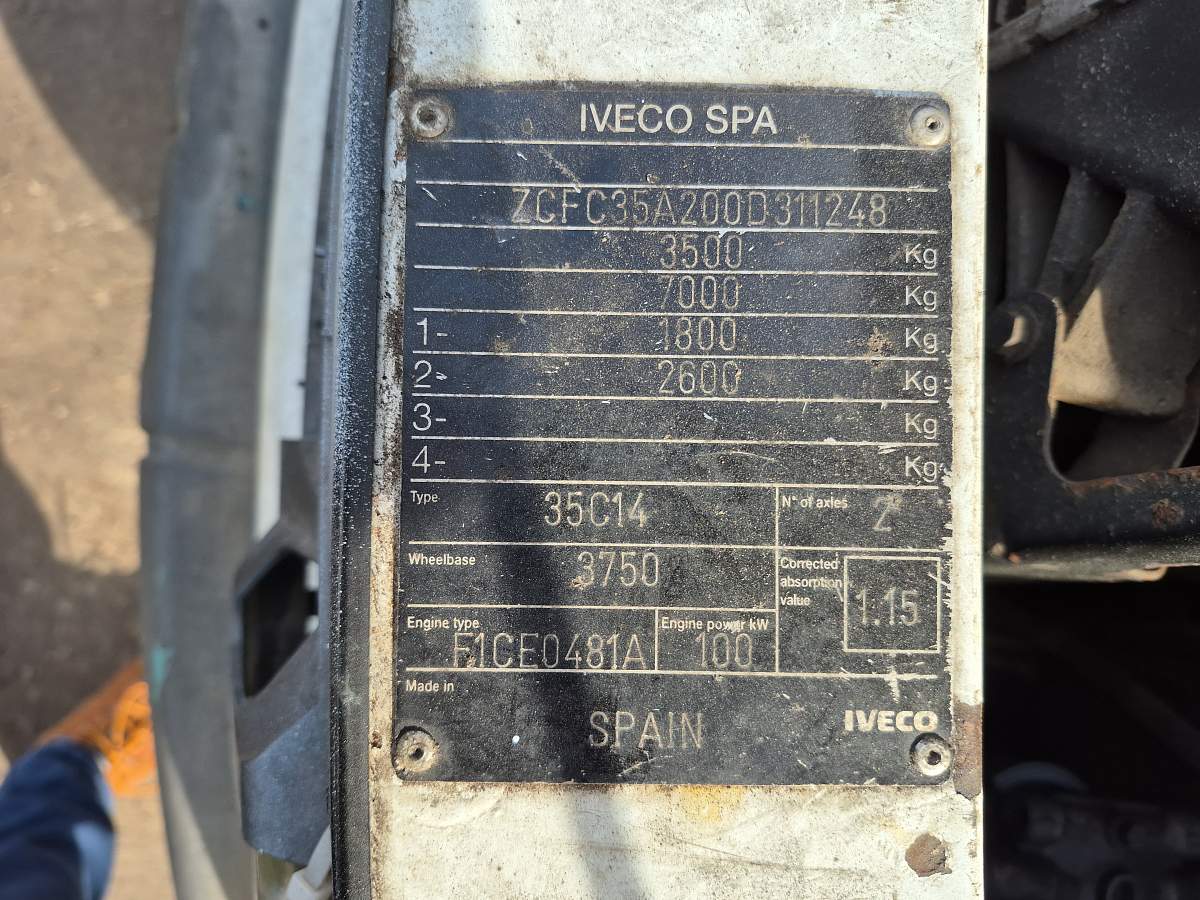 IVECO SPA
ZCFC35A200D311248
3500 Kg
7000 Kg
1- 1800 Kg
2- 2600 Kg
3- Kg
4- Kg
Type 35C14 N° of axles 2
Wheelbase 3750 Corrected absorption value 1.15
Engine type F1CE0481A Engine power kW 100
Made in SPAIN IVECO